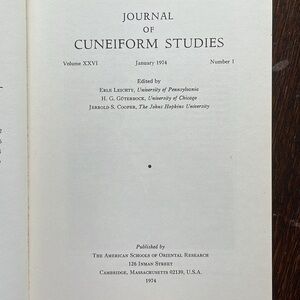 JOURNAL
OF
CUNEIFORM STUDIES
Volume XXVI January 1974 Number 1
Edited by
ERLE LEICHTY, University of Pennsylvania
H. G. GÜTERBOCK, University of Chicago
JERROLD S. COOPER, The Johns Hopkins University
Published by
THE AMERICAN SCHOOLS OF ORIENTAL RESEARCH
126 INMAN STREET
CAMBRIDGE, MASSACHUSETTS 02139, U.S.A.
1974